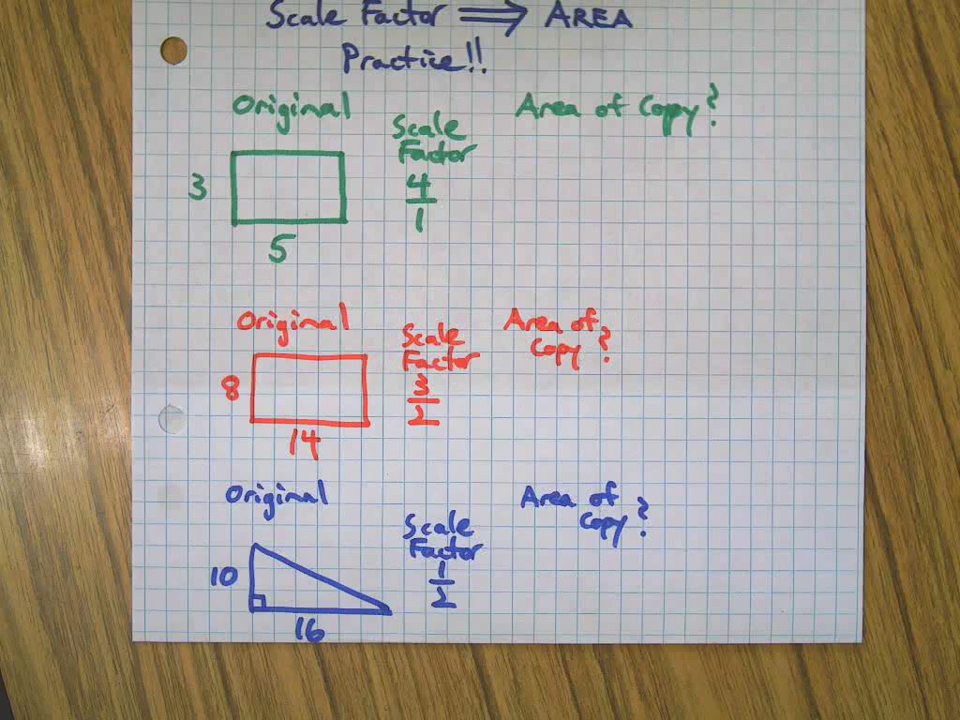 Scale Factor ⟹ AREA
Practice!!
Original
Scale
Factor
4/1
Area of Copy?
3
5
Original
Scale
Factor
3/2
Area of
Copy?
8
14
Original
Scale
Factor
1/2
Area of
Copy?
10
16